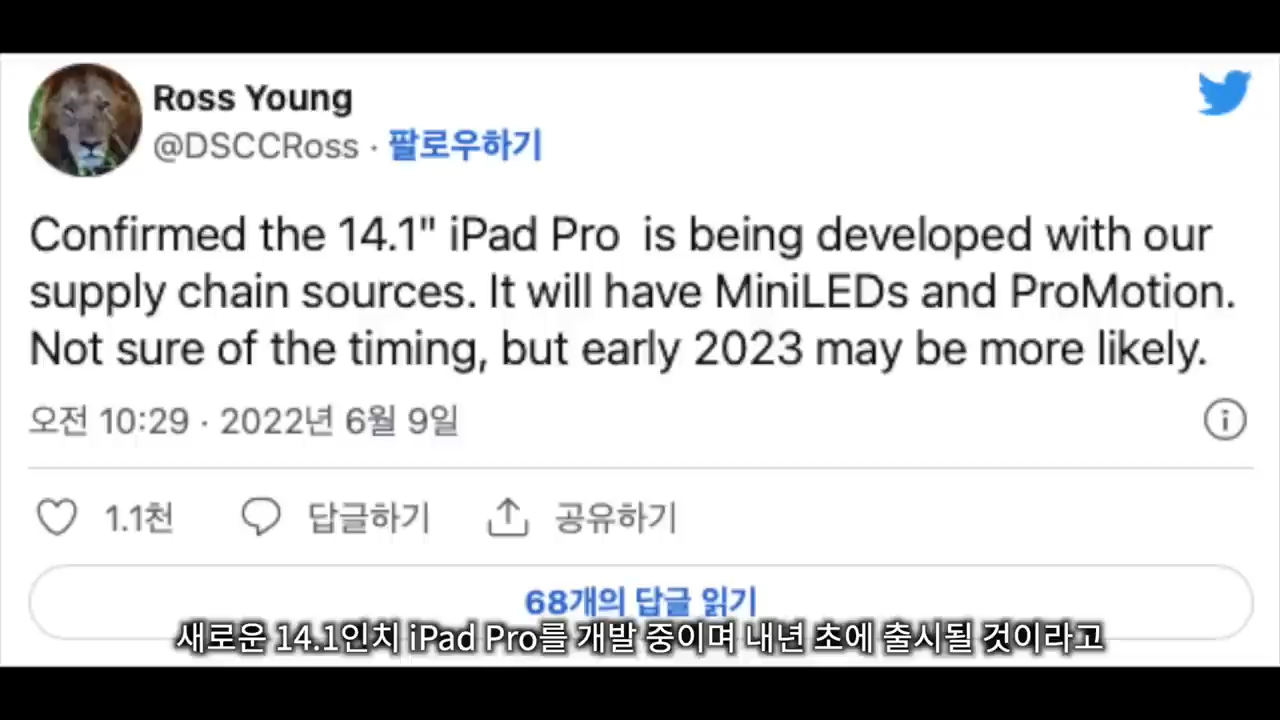 Ross Young
@DSCCRoss · 팔로우하기
Confirmed the 14.1" iPad Pro is being developed with our
supply chain sources. It will have MiniLEDs and ProMotion.
Not sure of the timing, but early 2023 may be more likely.
오전 10:29 · 2022년 6월 9일
1.1천 답글하기 공유하기
68개의 답글 읽기
새로운 14.1인치 iPad Pro를 개발 중이며 내년 초에 출시될 것이라고